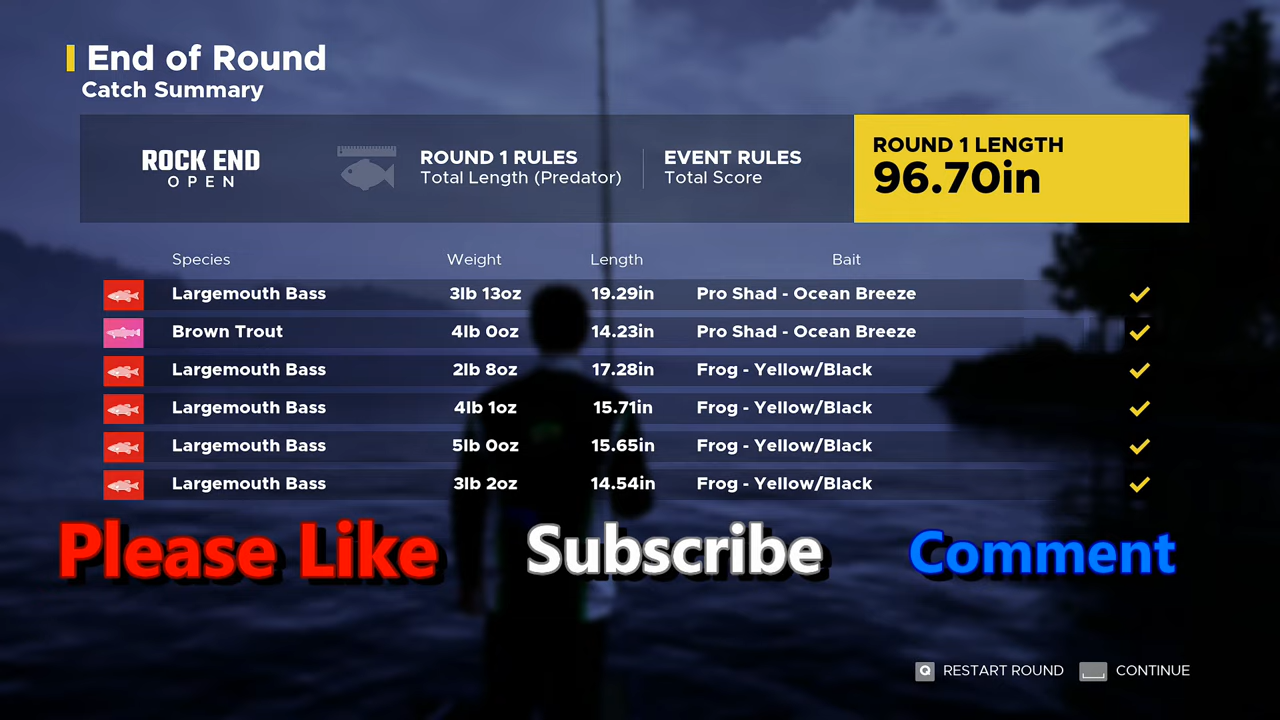 End of Round
Catch Summary
ROCK END
OPEN
ROUND 1 RULES
Total Length (Predator)
EVENT RULES
Total Score
ROUND 1 LENGTH
96.70in
Species Weight Length Bait
Largemouth Bass 3lb 13oz 19.29in Pro Shad - Ocean Breeze
Brown Trout 4lb 0oz 14.23in Pro Shad - Ocean Breeze
Largemouth Bass 2lb 8oz 17.28in Frog - Yellow/Black
Largemouth Bass 4lb 1oz 15.71in Frog - Yellow/Black
Largemouth Bass 5lb 0oz 15.65in Frog - Yellow/Black
Largemouth Bass 3lb 2oz 14.54in Frog - Yellow/Black
Please Like Subscribe Comment
Q RESTART ROUND CONTINUE